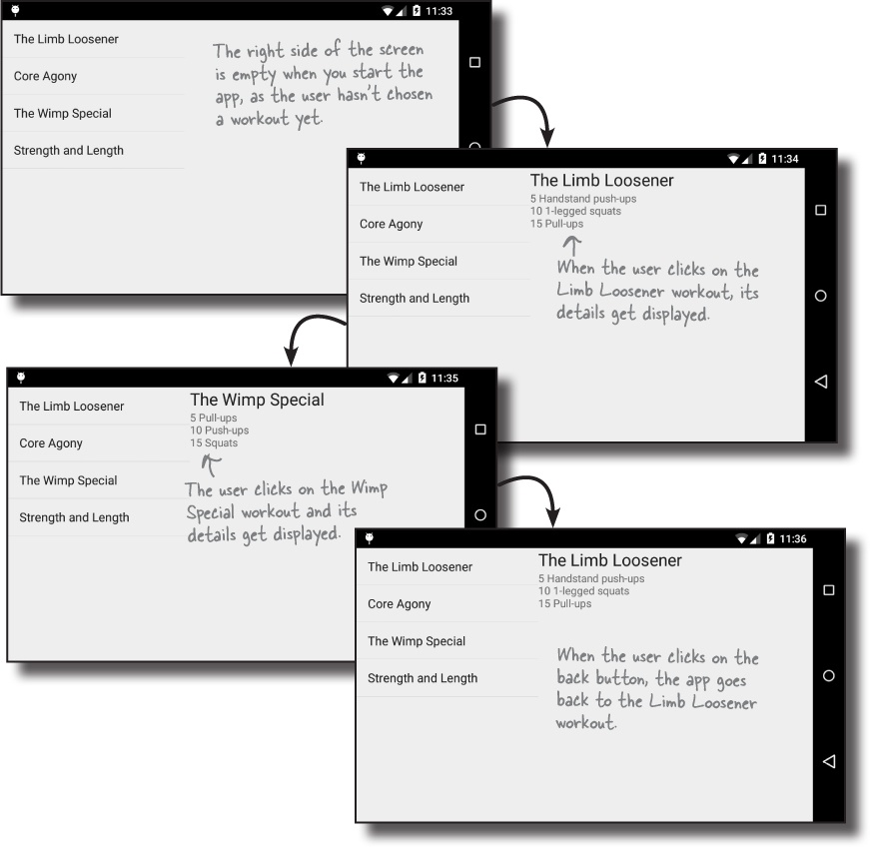 11:33
The Limb Loosener
Core Agony
The Wimp Special
Strength and Length
The right side of the screen
is empty when you start the
app, as the user hasn't chosen
a workout yet.
11:34
The Limb Loosener
Core Agony
The Wimp Special
Strength and Length
The Limb Loosener
5 Handstand push-ups
10 1-legged squats
15 Pull-ups
When the user clicks on the
Limb Loosener workout, its
details get displayed.
11:35
The Limb Loosener
Core Agony
The Wimp Special
Strength and Length
The Wimp Special
5 Pull-ups
10 Push-ups
15 Squats
The user clicks on the Wimp
Special workout and its
details get displayed.
11:36
The Limb Loosener
Core Agony
The Wimp Special
Strength and Length
The Limb Loosener
5 Handstand push-ups
10 1-legged squats
15 Pull-ups
When the user clicks on the
back button, the app goes
back to the Limb Loosener
workout.